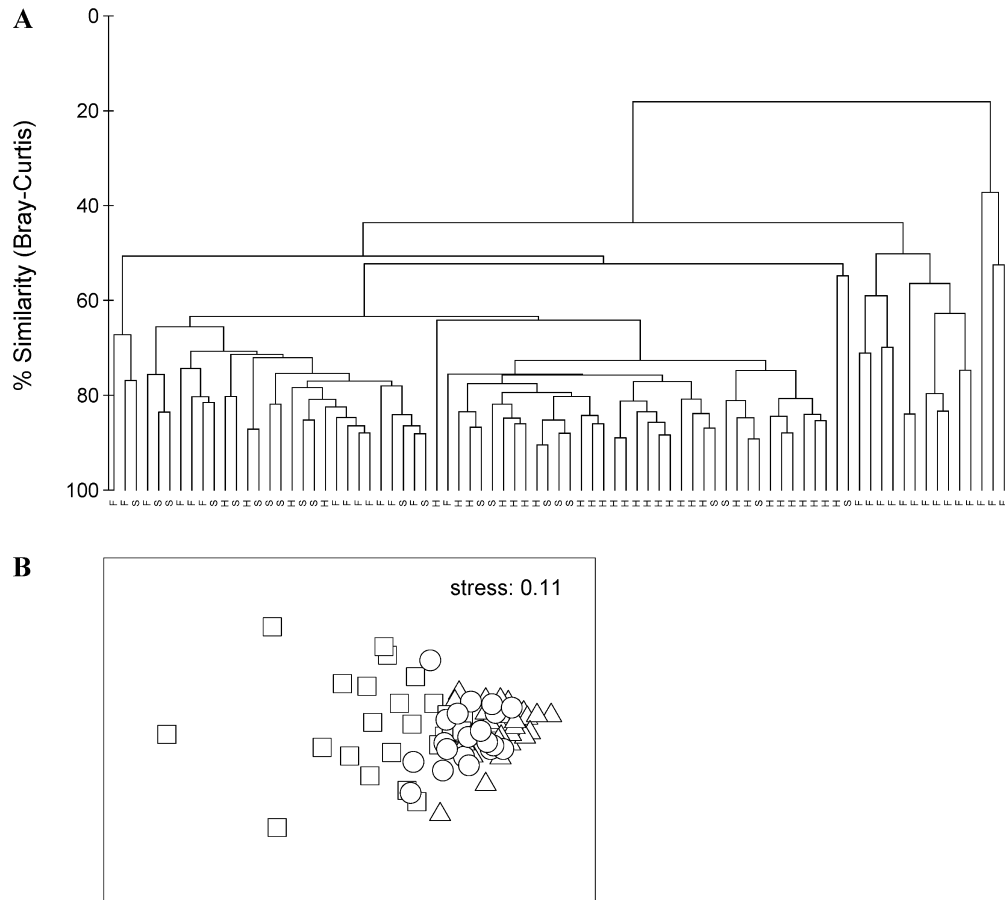 A
% Similarity (Bray-Curtis)
0
20
40
60
80
100
F F S F S S F F F S H S H S S S H S S H F F F F F F S F S H F H H S S H H H H S S S H H H H H H H H H H H H S S H H S H H H H H H H S F F F F F F F F F F F F F F
B
stress: 0.11